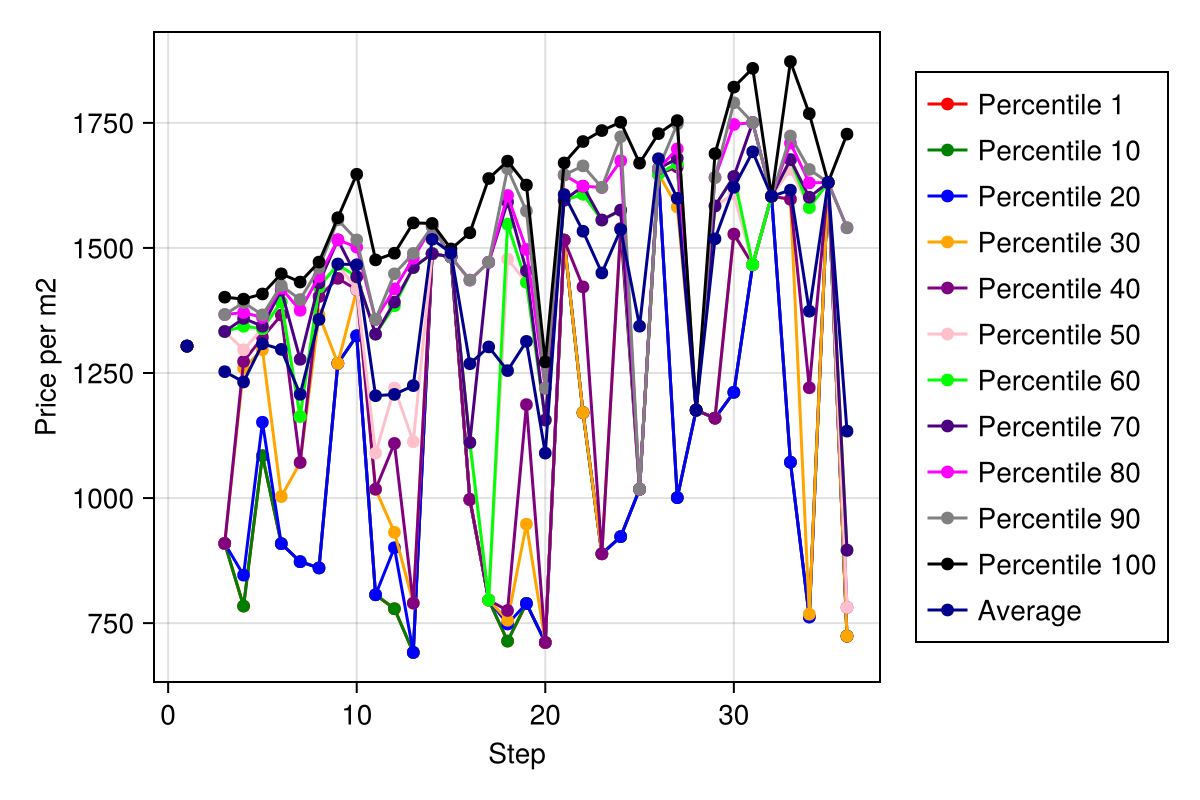 Price per m2
1750
1500
1250
1000
750
0
10
20
30
Step
Percentile 1
Percentile 10
Percentile 20
Percentile 30
Percentile 40
Percentile 50
Percentile 60
Percentile 70
Percentile 80
Percentile 90
Percentile 100
Average